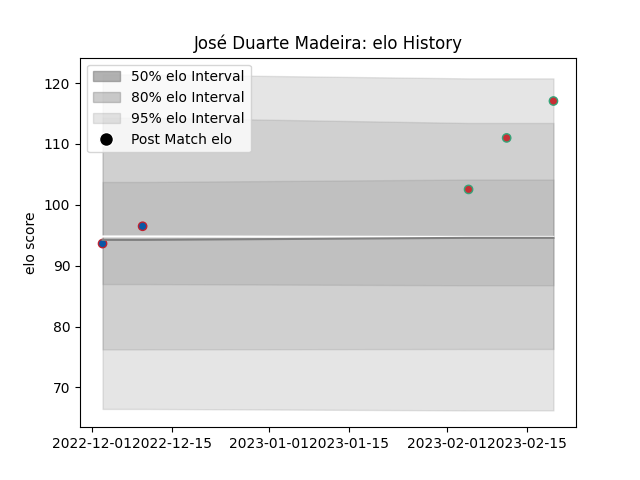 José Duarte Madeira: elo History
50% elo Interval
80% elo Interval
95% elo Interval
Post Match elo
elo score
120
110
100
90
80
70
2022-12-01 2022-12-15 2023-01-01 2023-01-15 2023-02-01 2023-02-15